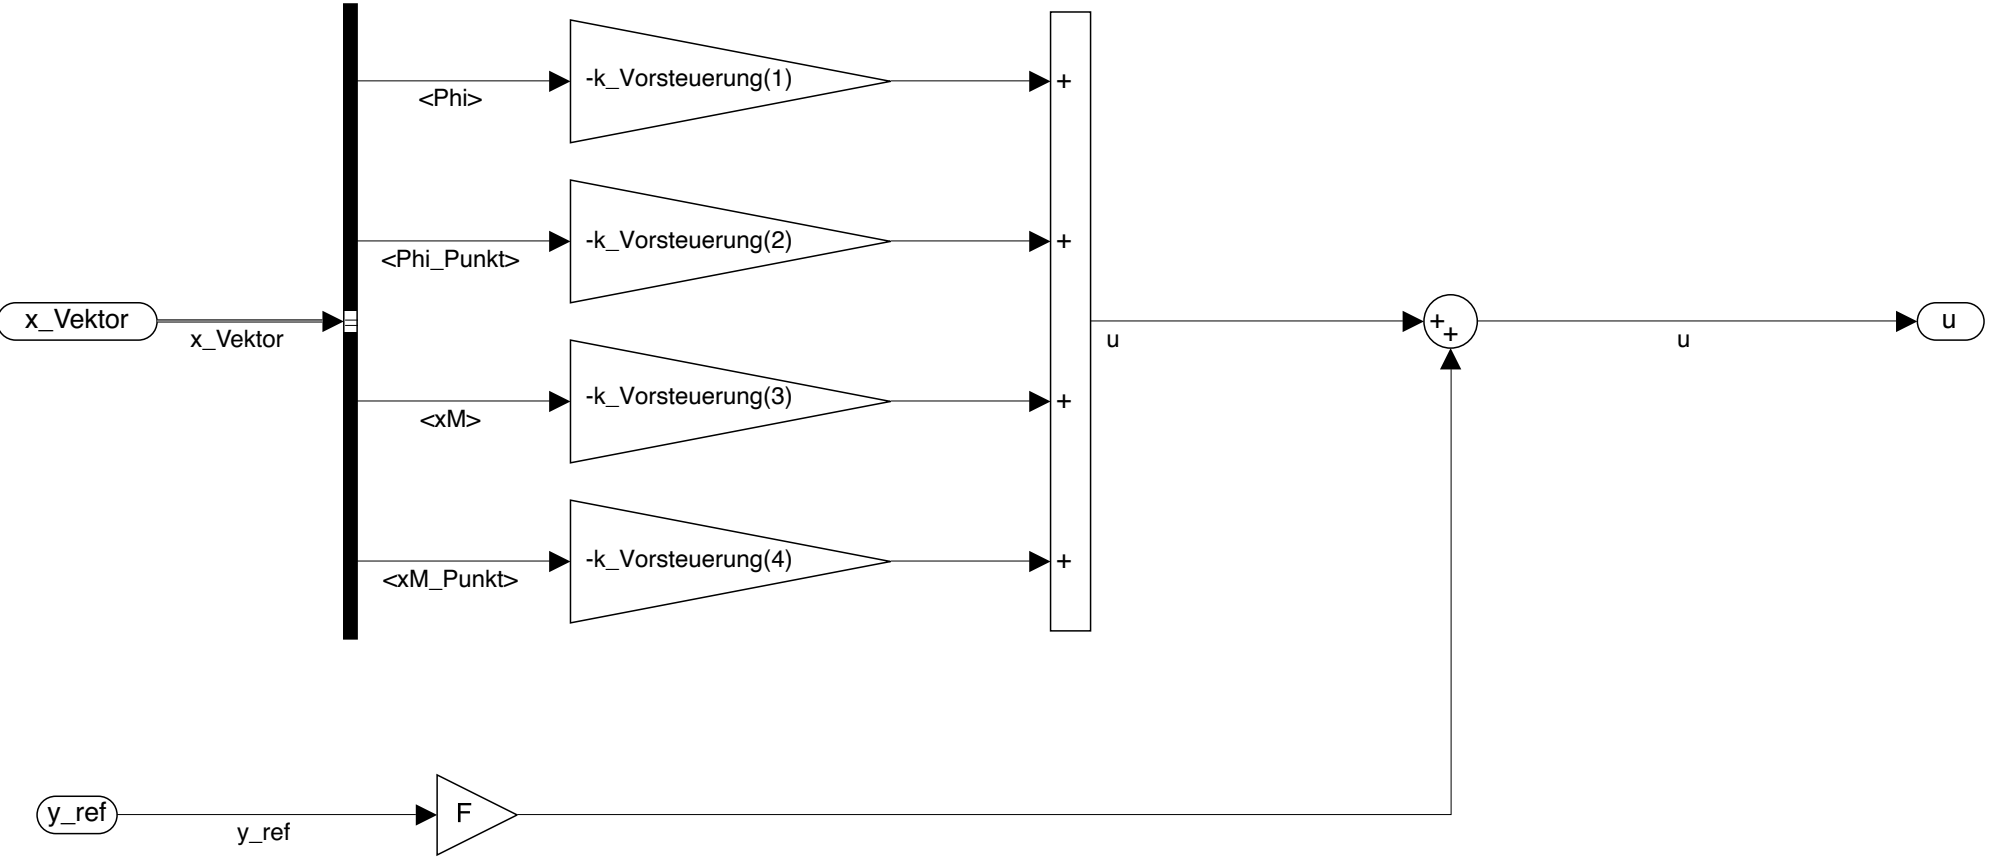 -k_Vorsteuerung(1)
+
<Phi>
-k_Vorsteuerung(2)
+
<Phi_Punkt>
x_Vektor
x_Vektor
u
+
+
u
u
-k_Vorsteuerung(3)
+
<xM>
-k_Vorsteuerung(4)
+
<xM_Punkt>
y_ref
y_ref
F